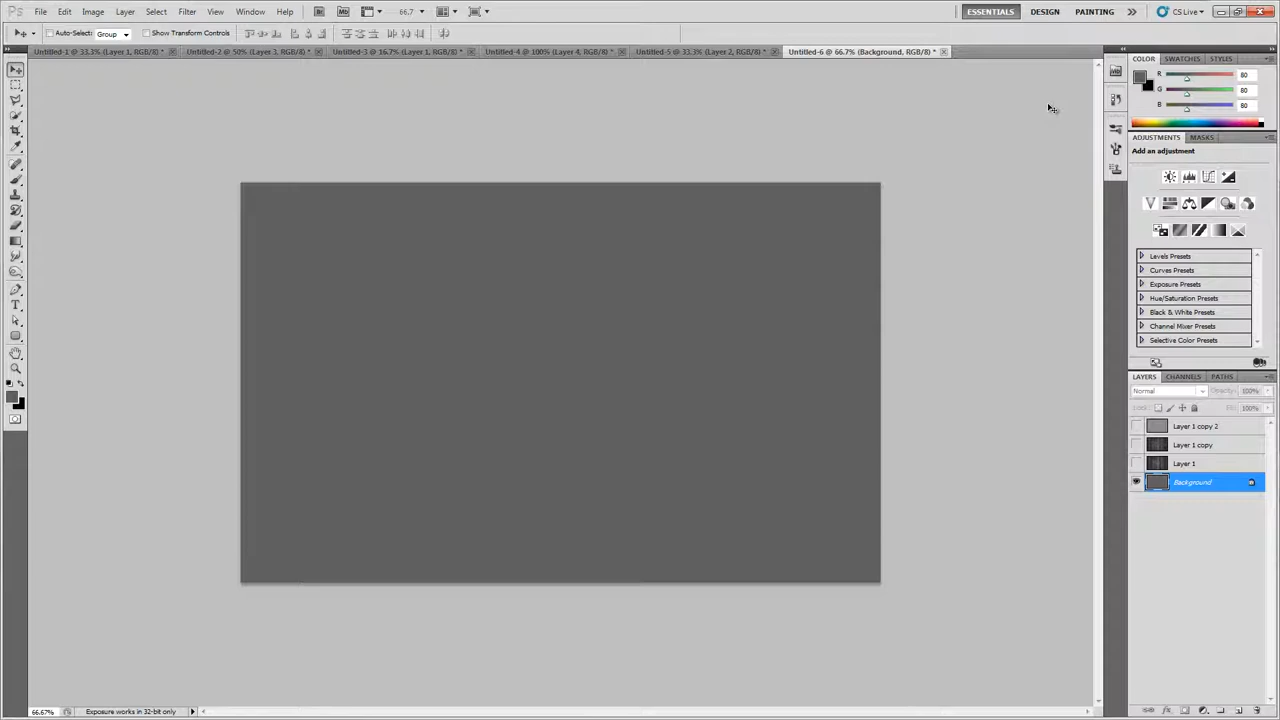 Ps File Edit Image Layer Select Filter View Window Help Br Mb 66.7 ESSENTIALS DESIGN PAINTING CS Live
Auto-Select: Group Show Transform Controls
Untitled-1 @ 33.3% (Layer 1, RGB/8) * Untitled-2 @ 50% (Layer 3, RGB/8) * Untitled-3 @ 16.7% (Layer 1, RGB/8) * Untitled-4 @ 100% (Layer 4, RGB/8) * Untitled-5 @ 33.3% (Layer 2, RGB/8) * Untitled-6 @ 66.7% (Background, RGB/8) *
COLOR SWATCHES STYLES
R 80
G 80
B 80
ADJUSTMENTS MASKS
Add an adjustment
Levels Presets
Curves Presets
Exposure Presets
Hue/Saturation Presets
Black & White Presets
Channel Mixer Presets
Selective Color Presets
LAYERS CHANNELS PATHS
Normal Opacity: 100%
Lock: Fill: 100%
Layer 1 copy 2
Layer 1 copy
Layer 1
Background
66.67% Exposure works in 32-bit only